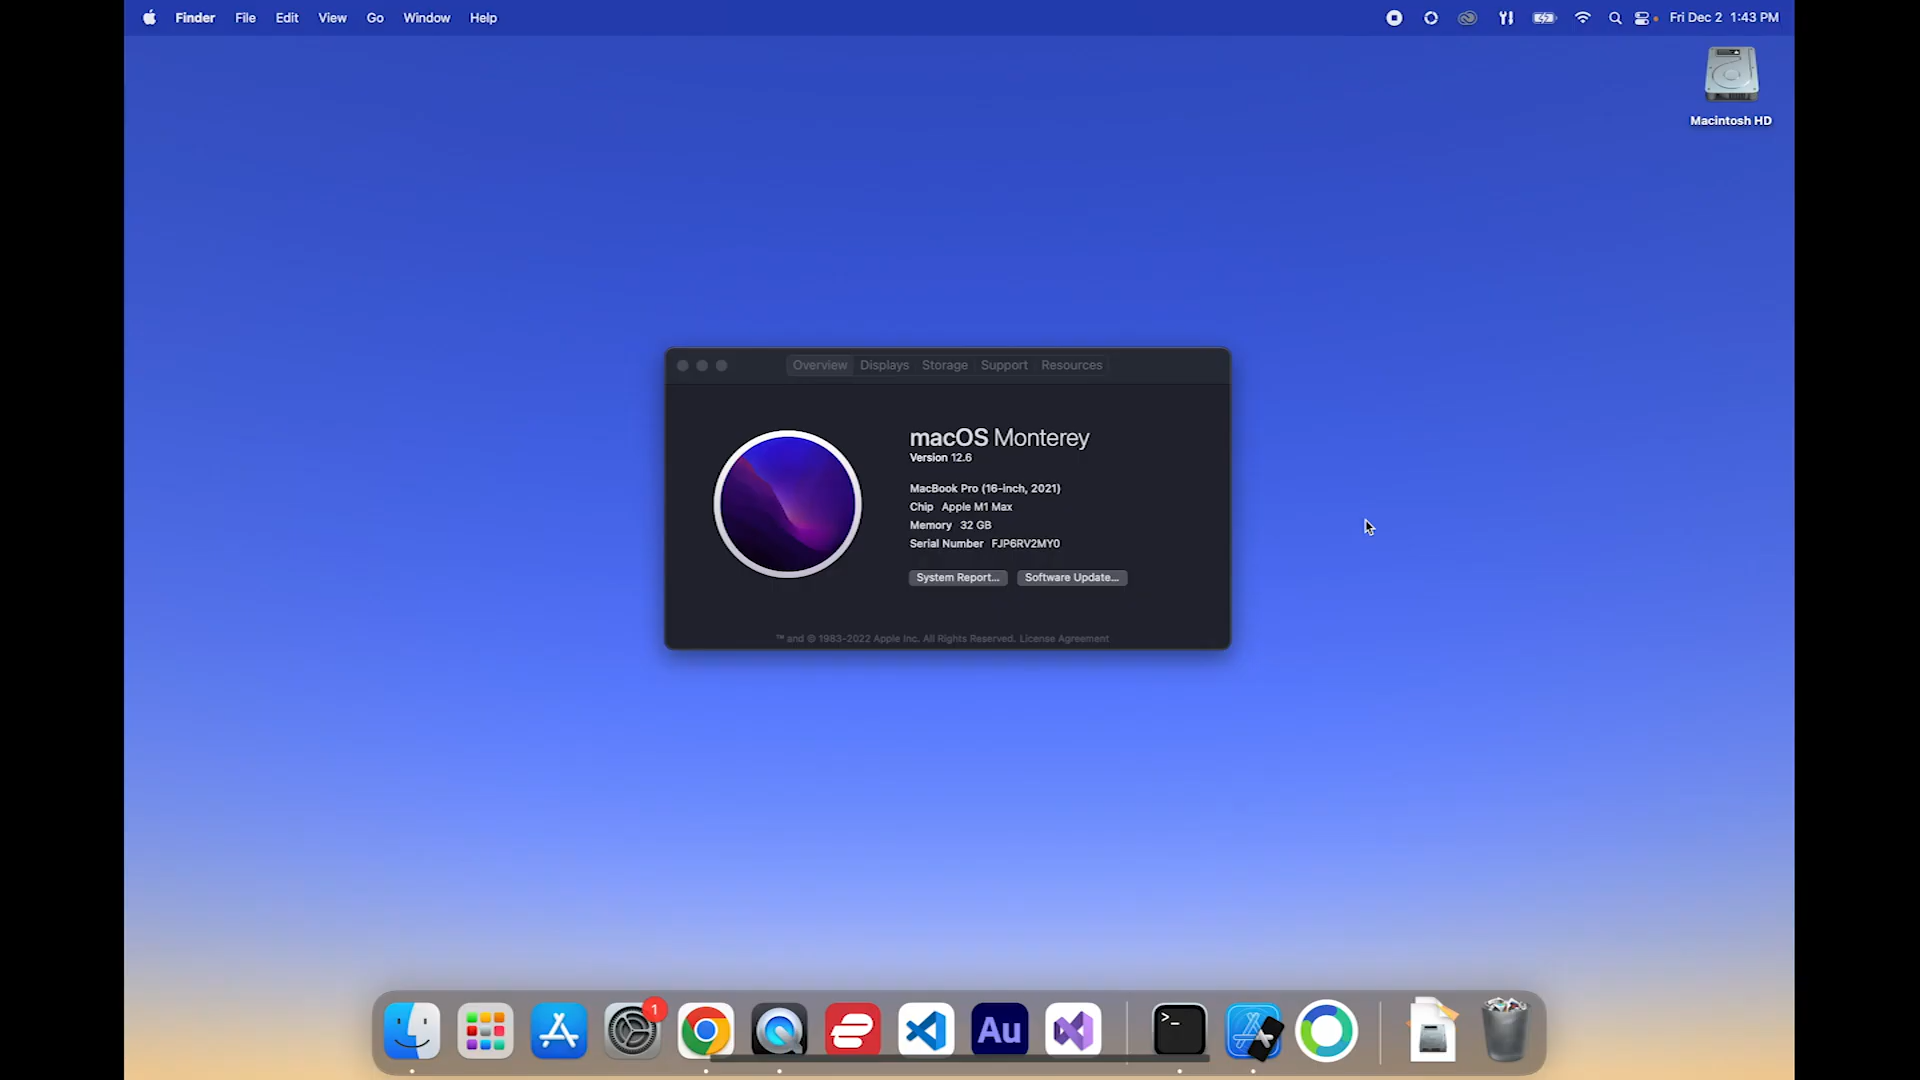 Finder File Edit View Go Window Help Fri Dec 2 1:43 PM
Macintosh HD
Overview Displays Storage Support Resources
macOS Monterey
Version 12.6
MacBook Pro (16-inch, 2021)
Chip Apple M1 Max
Memory 32 GB
Serial Number FJP6RV2MY0
System Report... Software Update...
™ and © 1983-2022 Apple Inc. All Rights Reserved. License Agreement
1
Au
>_